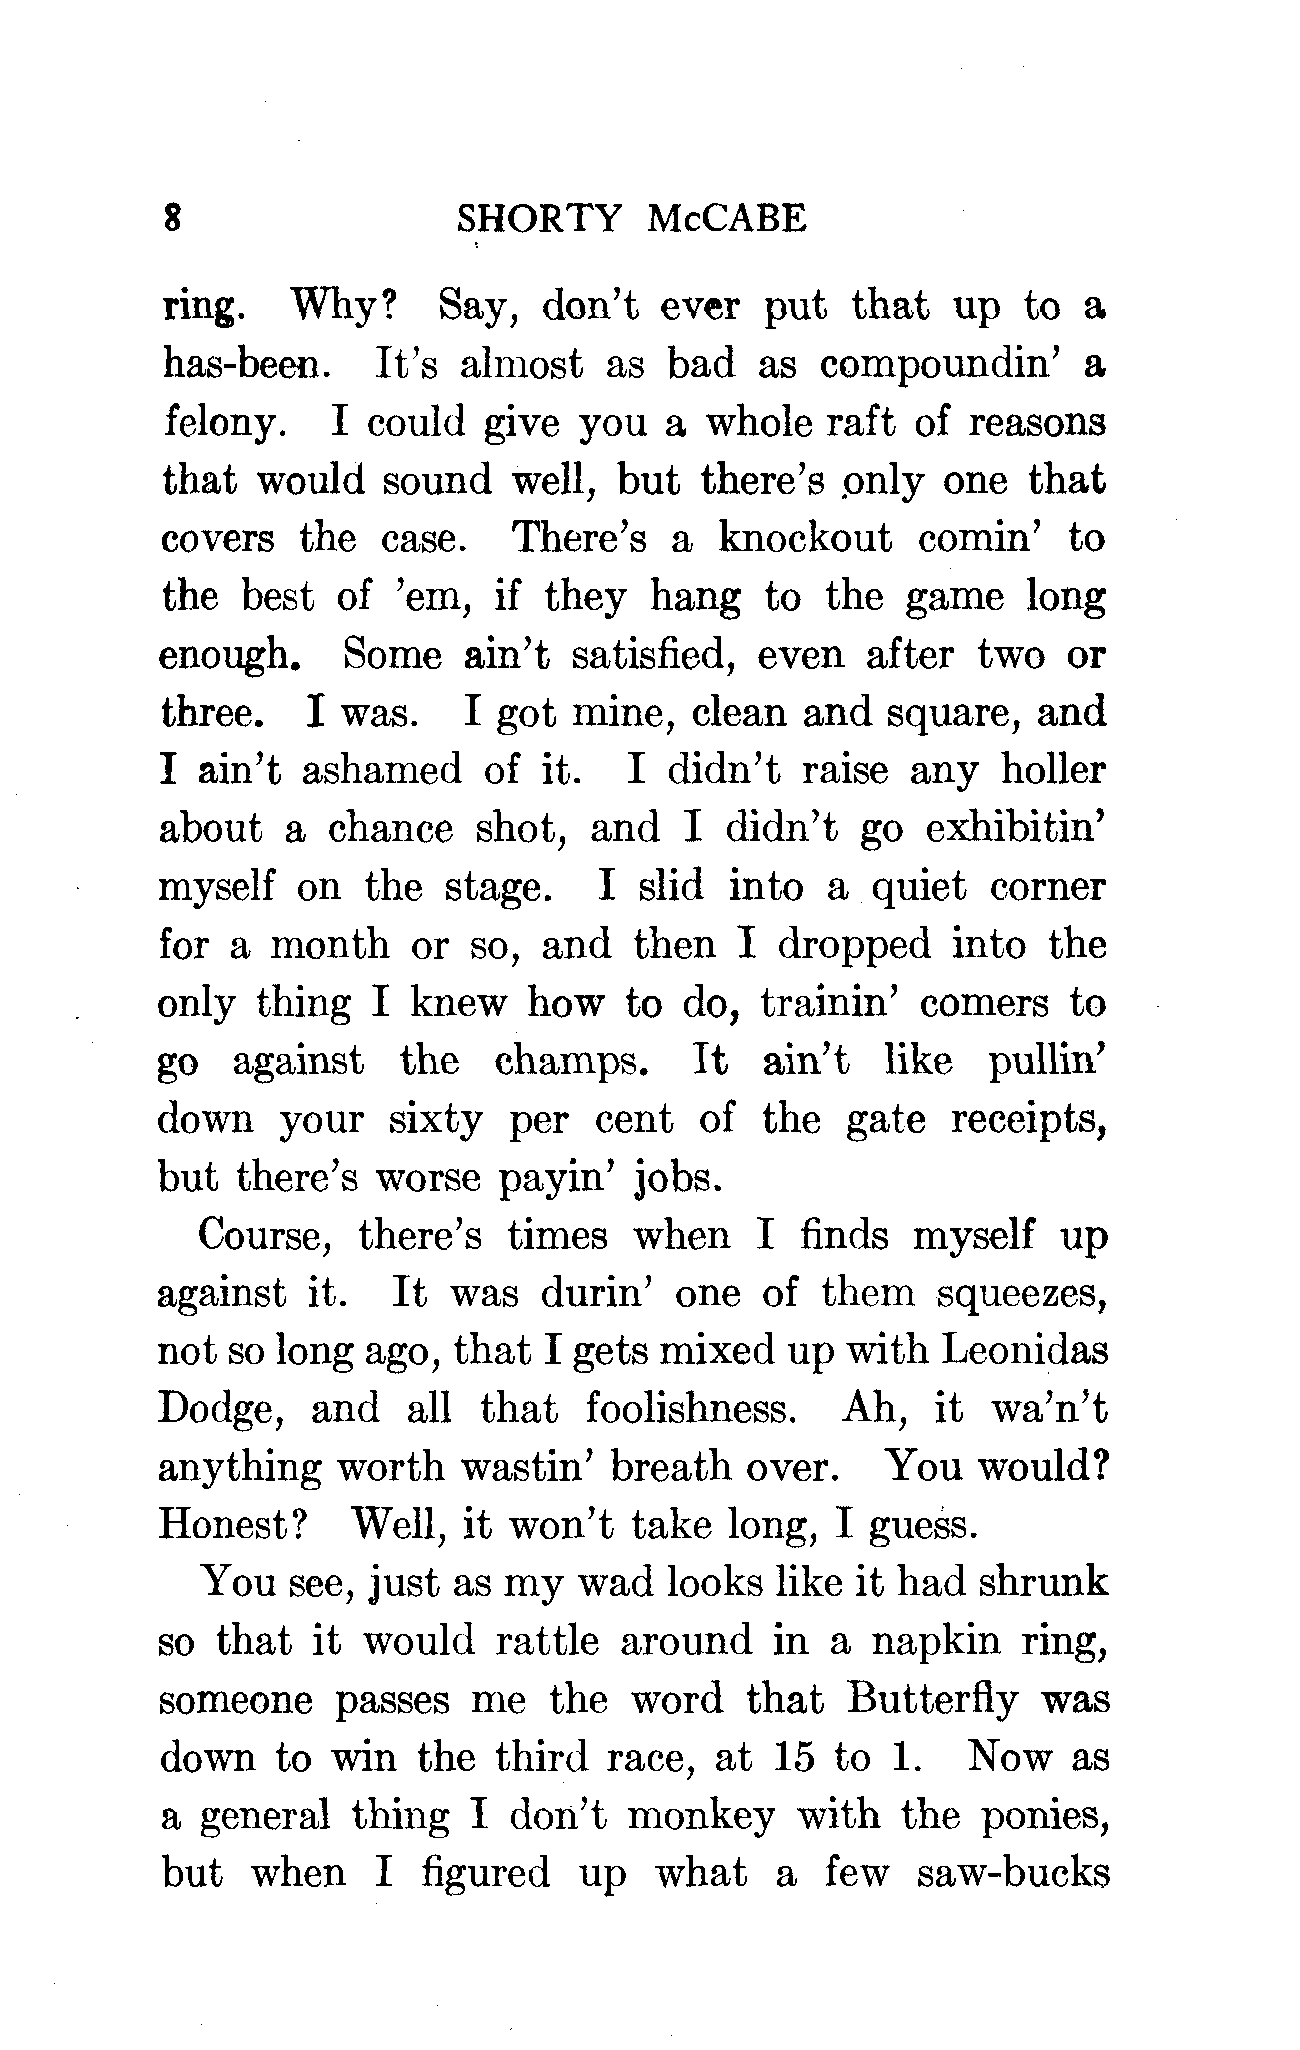 8 SHORTY McCABE
ring. Why? Say, don't ever put that up to a
has-been. It's almost as bad as compoundin' a
felony. I could give you a whole raft of reasons
that would sound well, but there's only one that
covers the case. There's a knockout comin' to
the best of 'em, if they hang to the game long
enough. Some ain't satisfied, even after two or
three. I was. I got mine, clean and square, and
I ain't ashamed of it. I didn't raise any holler
about a chance shot, and I didn't go exhibitin'
myself on the stage. I slid into a quiet corner
for a month or so, and then I dropped into the
only thing I knew how to do, trainin' comers to
go against the champs. It ain't like pullin'
down your sixty per cent of the gate receipts,
but there's worse payin' jobs.
Course, there's times when I finds myself up
against it. It was durin' one of them squeezes,
not so long ago, that I gets mixed up with Leonidas
Dodge, and all that foolishness. Ah, it wa'n't
anything worth wastin' breath over. You would?
Honest? Well, it won't take long, I guess.
You see, just as my wad looks like it had shrunk
so that it would rattle around in a napkin ring,
someone passes me the word that Butterfly was
down to win the third race, at 15 to 1. Now as
a general thing I don't monkey with the ponies,
but when I figured up what a few saw-bucks